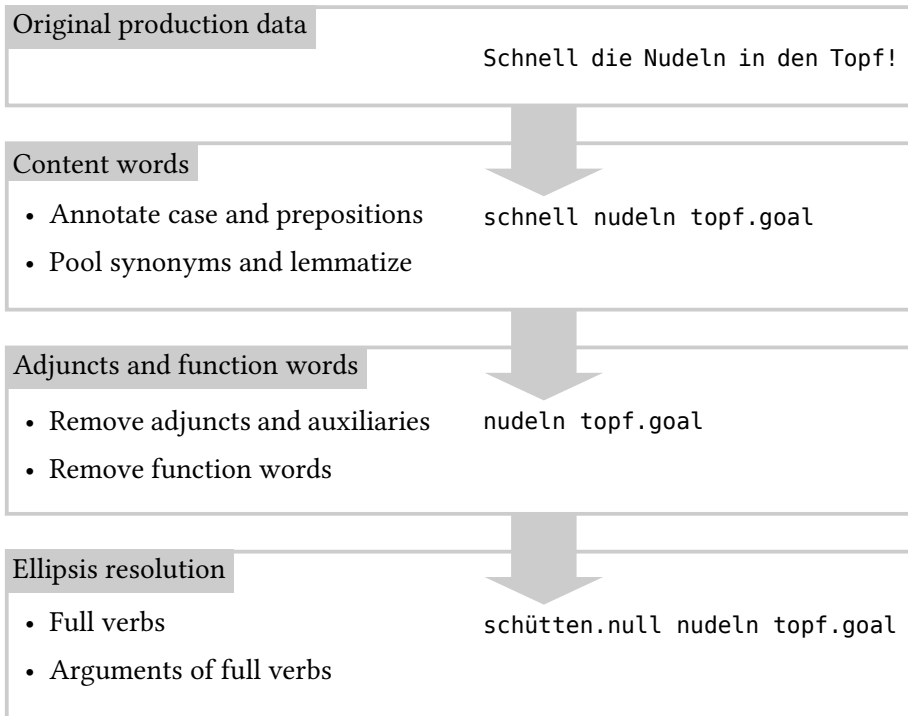 Original production data
Schnell die Nudeln in den Topf!
Content words
• Annotate case and prepositions
schnell nudeln topf.goal
• Pool synonyms and lemmatize
Adjuncts and function words
• Remove adjuncts and auxiliaries
nudeln topf.goal
• Remove function words
Ellipsis resolution
• Full verbs
schütten.null nudeln topf.goal
• Arguments of full verbs